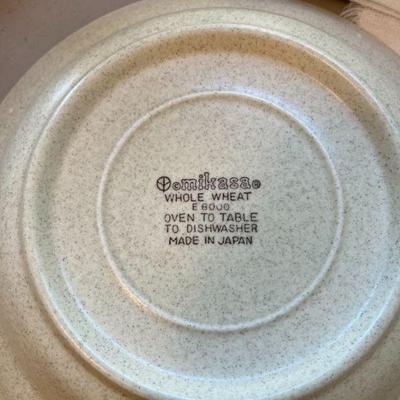 ©mikasa®
WHOLE WHEAT
E 8000
OVEN TO TABLE
TO DISHWASHER
MADE IN JAPAN